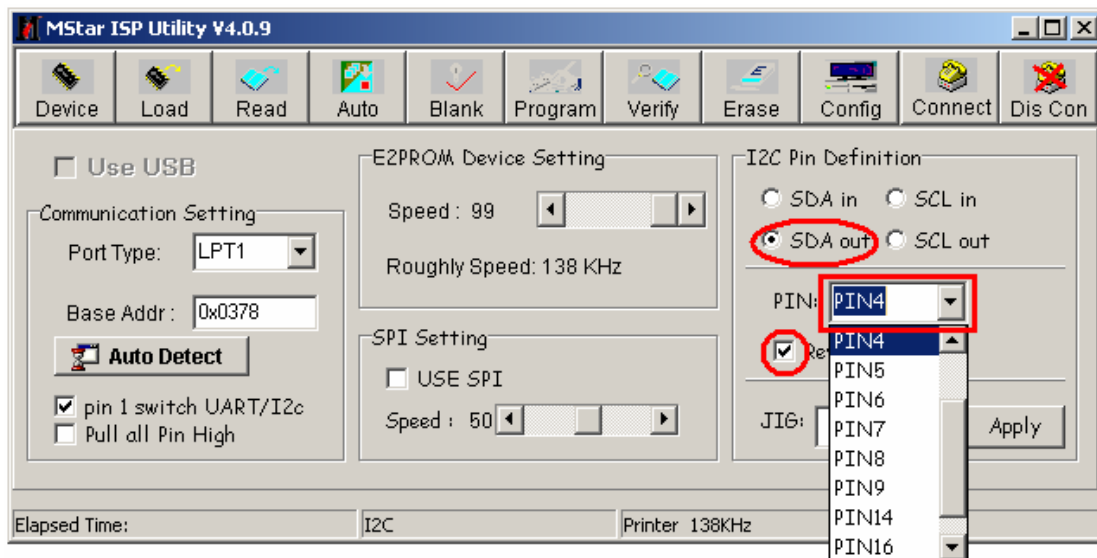 MStar ISP Utility V4.0.9
Device Load Read Auto Blank Program Verify Erase Config Connect Dis Con
Use USB
Communication Setting
Port Type: LPT1
Base Addr : 0x0378
Auto Detect
pin 1 switch UART/I2c
Pull all Pin High
E2PROM Device Setting
Speed : 99
Roughly Speed: 138 KHz
SPI Setting
USE SPI
Speed : 50
I2C Pin Definition
SDA in SCL in
SDA out SCL out
PIN: PIN4
PIN4
PIN5
PIN6
PIN7
PIN8
PIN9
PIN14
PIN16
JIG:
Apply
Elapsed Time: I2C Printer 138KHz